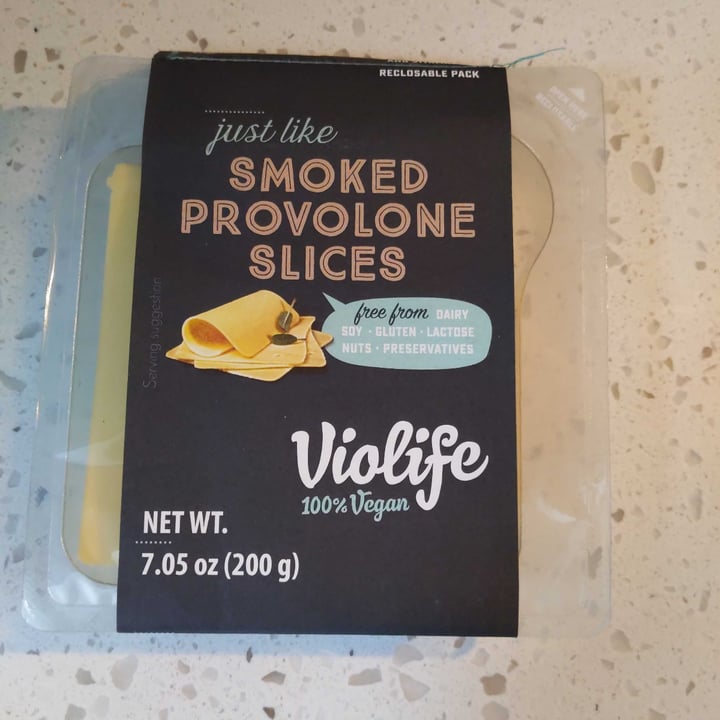 RECLOSABLE PACK
just like
SMOKED
PROVOLONE
SLICES
free from DAIRY
SOY · GLUTEN · LACTOSE
NUTS · PRESERVATIVES
Serving suggestion
Violife
100% Vegan
NET WT.
7.05 oz (200 g)